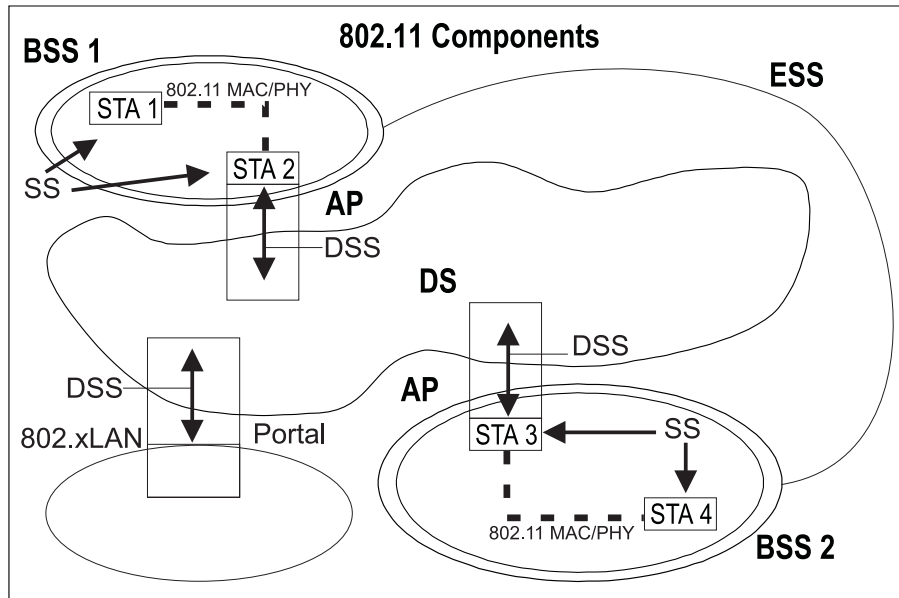 802.11 Components
BSS 1
ESS
802.11 MAC/PHY
STA 1
STA 2
SS
AP
DSS
DS
DSS
DSS
AP
802.xLAN
Portal
STA 3
SS
STA 4
802.11 MAC/PHY
BSS 2